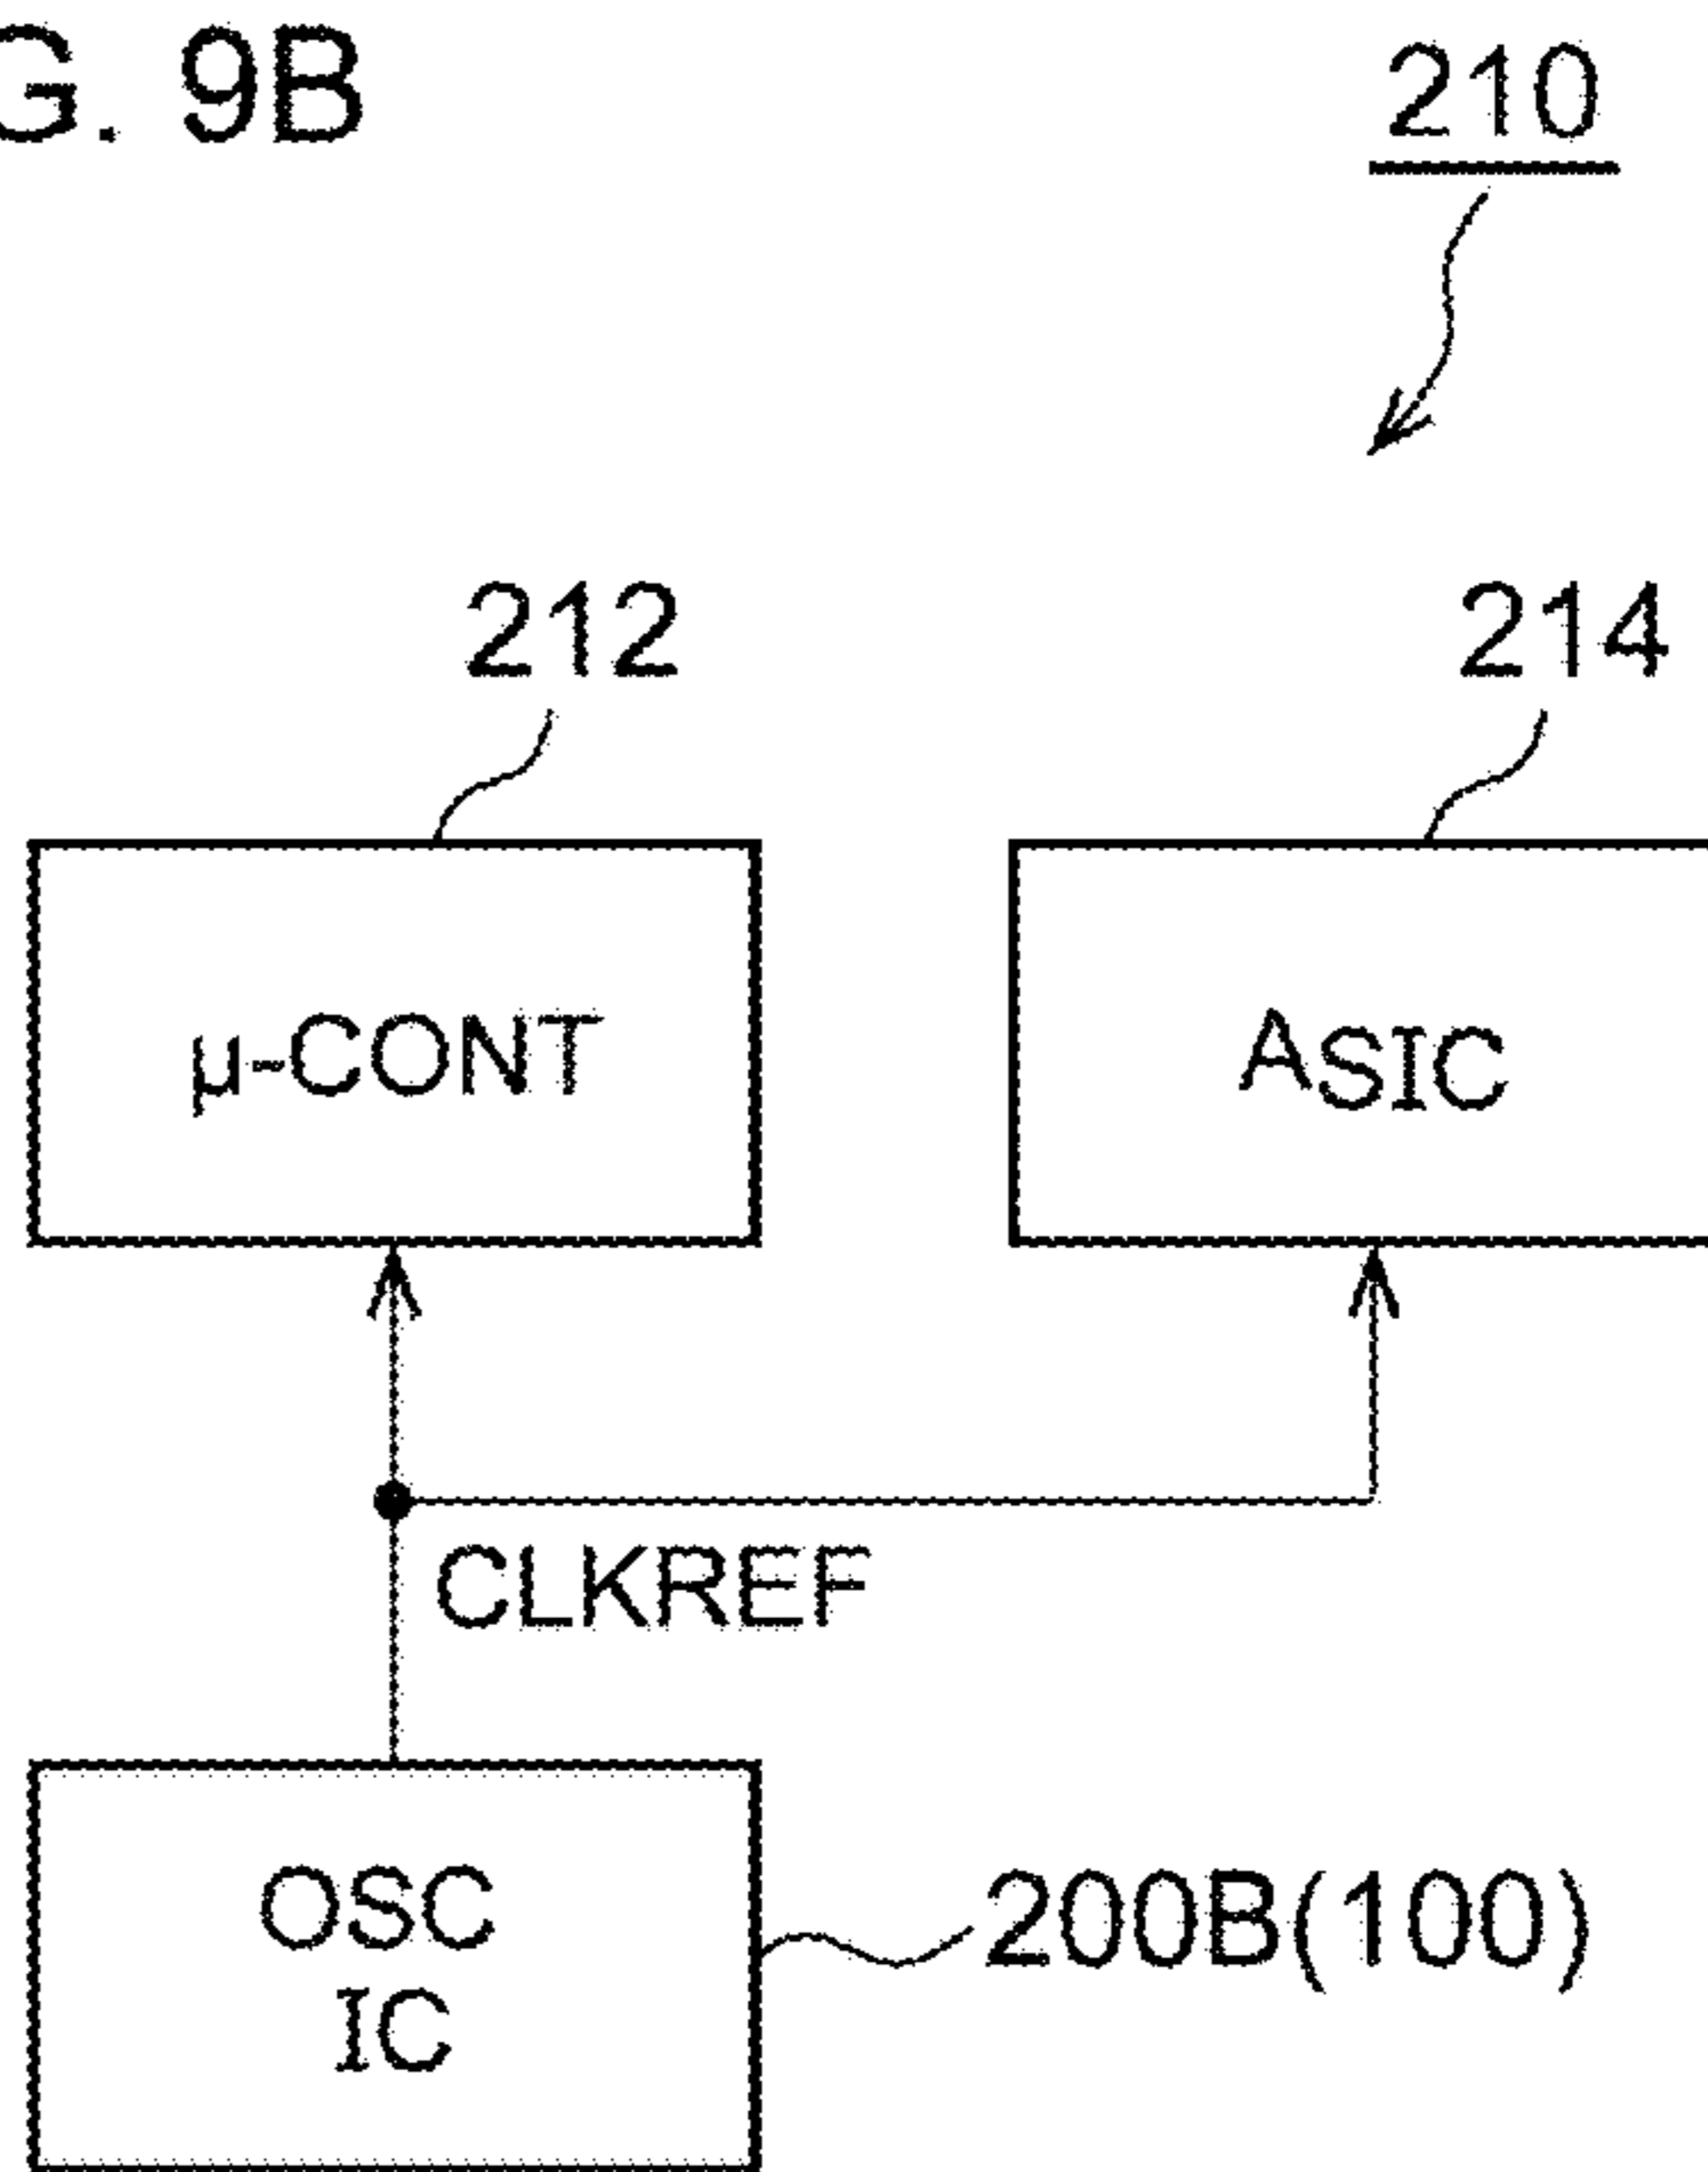 G. 9B
210
212
214
μ-CONT
ASIC
CLKREF
OSC
IC
200B(100)